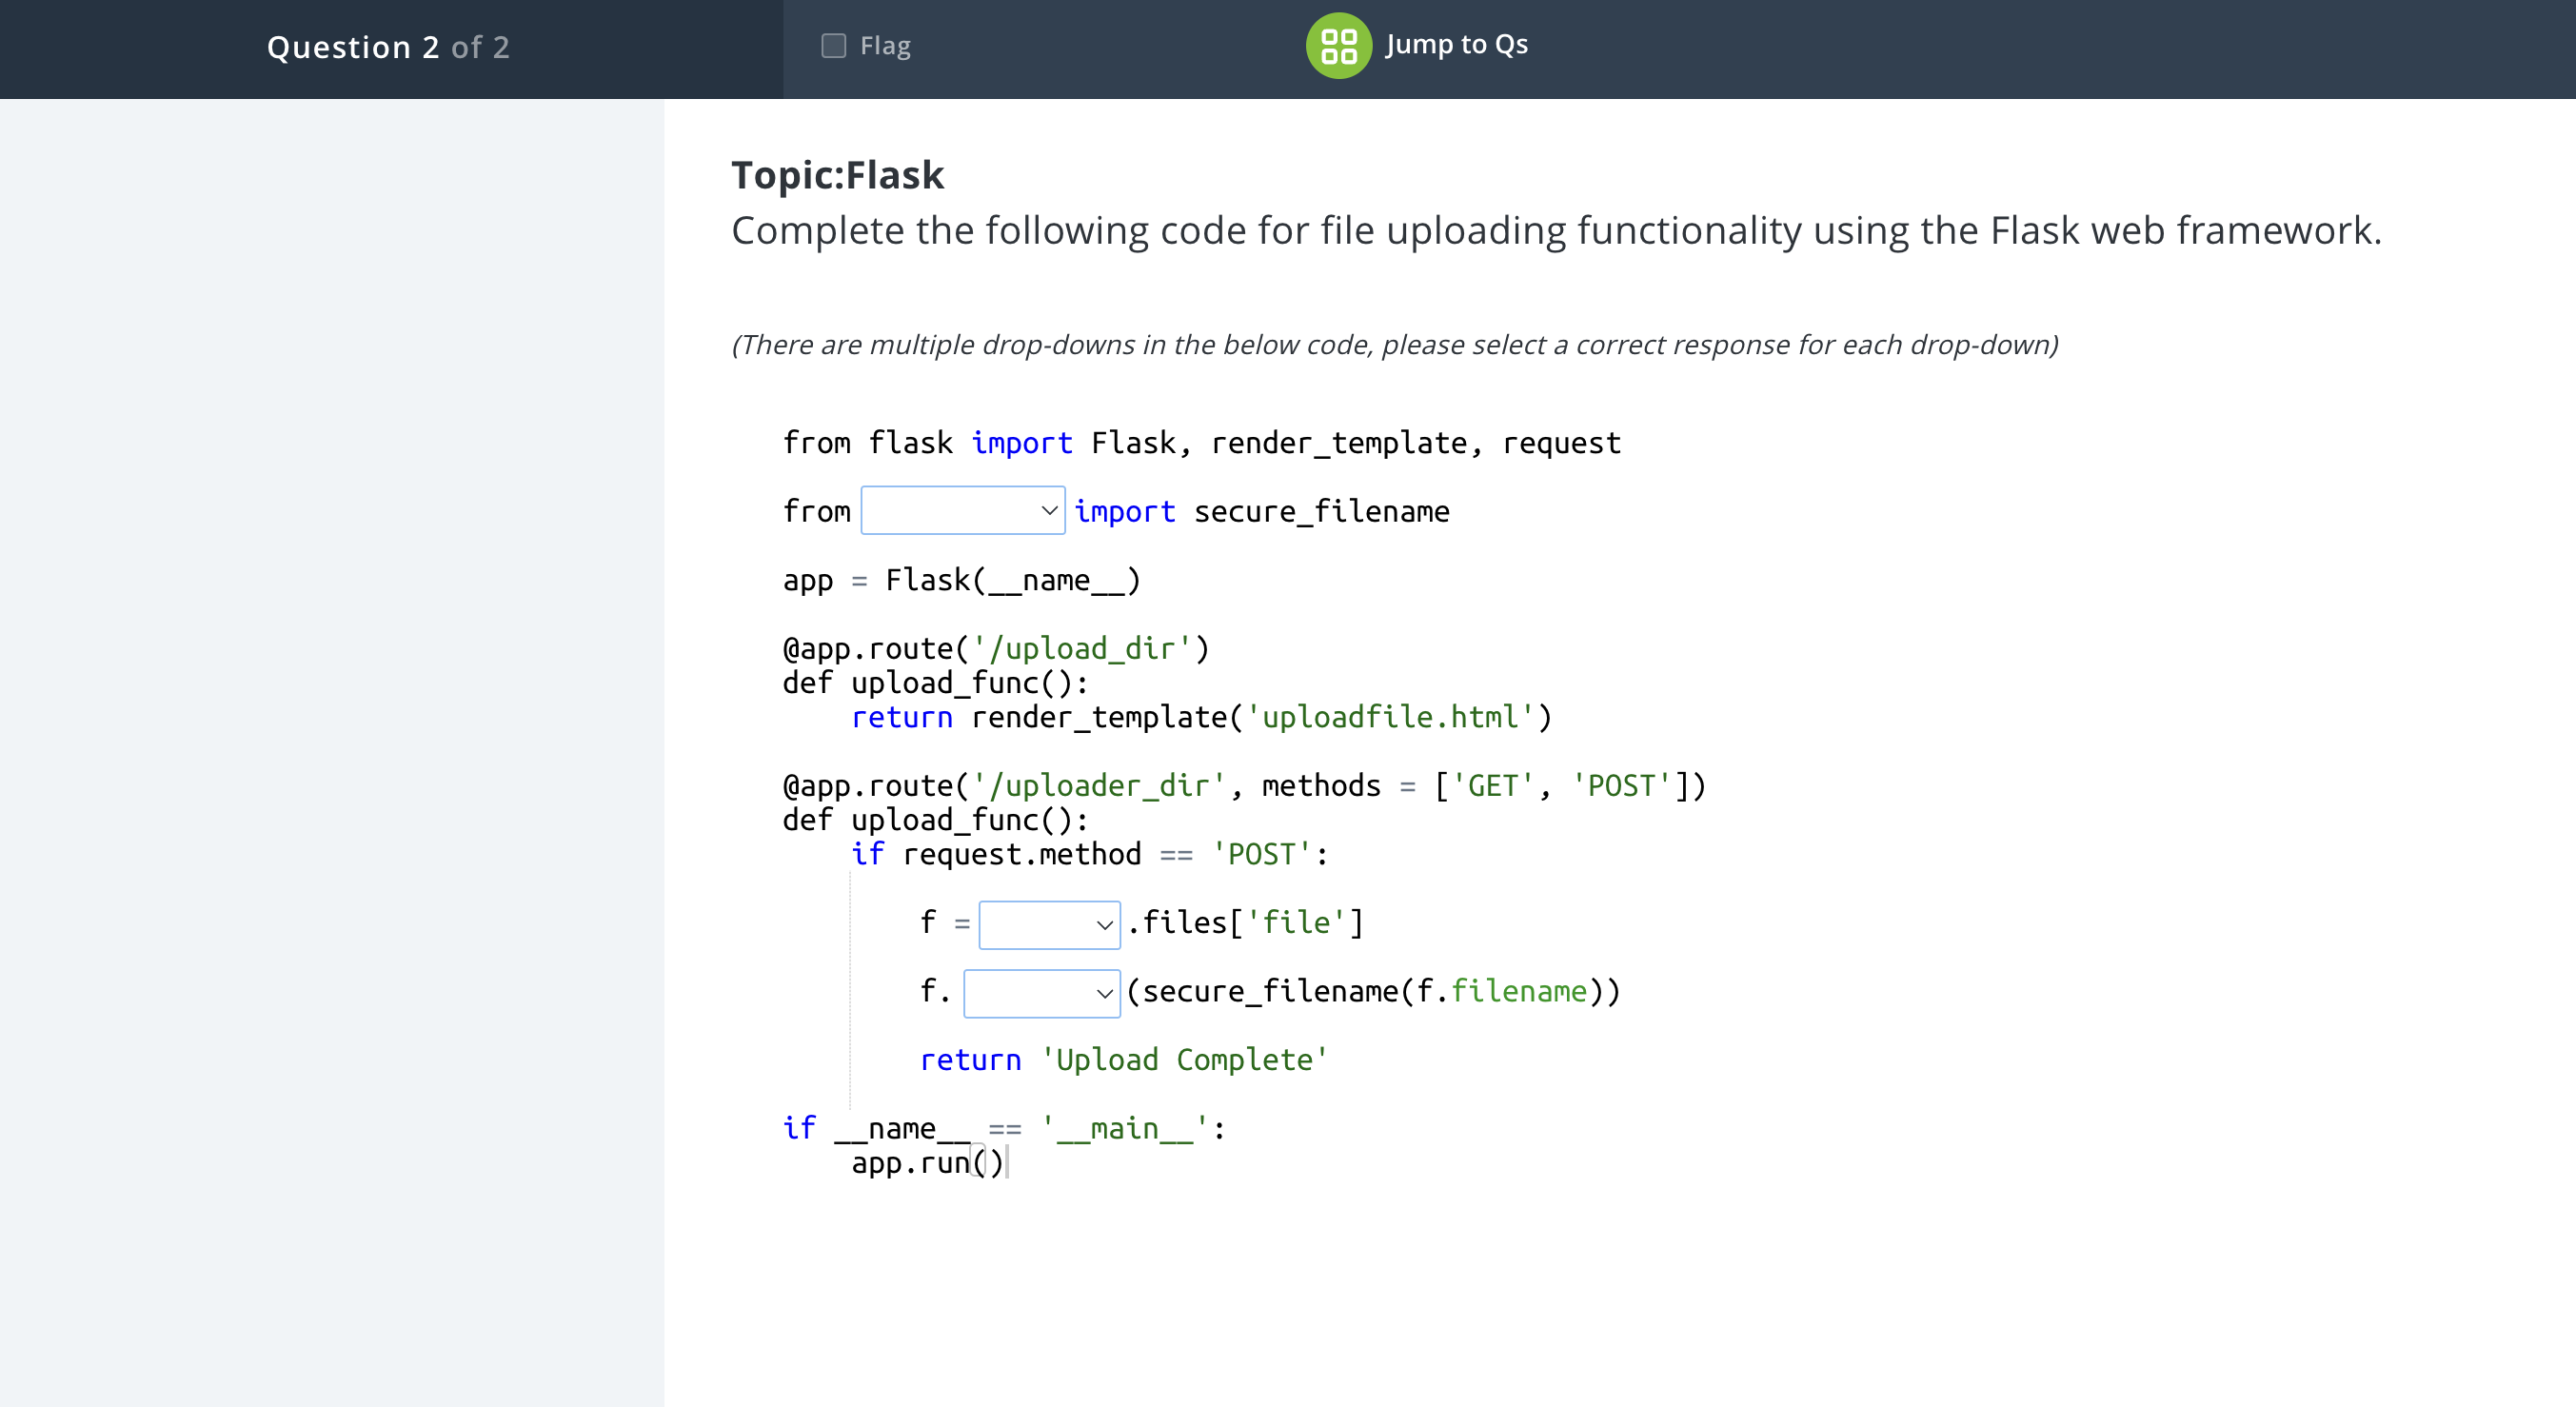 Question 2 of 2
Flag
Jump to Qs
Topic:Flask
Complete the following code for file uploading functionality using the Flask web framework.
(There are multiple drop-downs in the below code, please select a correct response for each drop-down)
from flask import Flask, render_template, request
from import secure_filename
app = Flask(__name__)
@app.route('/upload_dir')
def upload_func():
    return render_template('uploadfile.html')
@app.route('/uploader_dir', methods = ['GET', 'POST'])
def upload_func():
    if request.method == 'POST':
        f = .files['file']
        f. (secure_filename(f.filename))
        return 'Upload Complete'
if __name__ == '__main__':
    app.run()